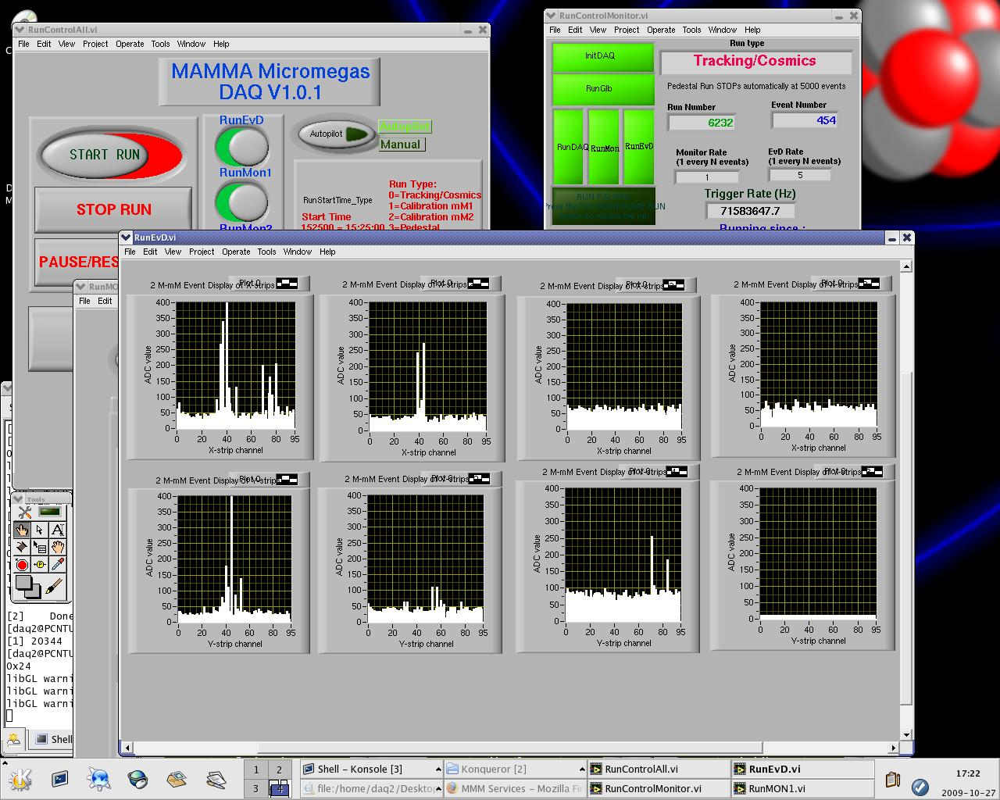 RunControlAll.vi
File Edit View Project Operate Tools Window Help
MAMMA Micromegas
DAQ V1.0.1
START RUN
STOP RUN
RunEvD
RunMon1
RunMon2
Autopilot
Autopilot
Manual
RunStartTime_Type
Start Time
152500 = 15:25:00
Run Type:
0=Tracking/Cosmics
1=Calibration mM1
2=Calibration mM2
3=Pedestal
RunControlMonitor.vi
File Edit View Project Operate Tools Window Help
InitDAQ
RunGlb
RunDAQ
RunMon
RunEvD
RUN PAUSED
Run type
Tracking/Cosmics
Pedestal Run STOPs automatically at 5000 events
Run Number
6232
Event Number
454
Monitor Rate
(1 every N events)
1
EvD Rate
(1 every N events)
5
Trigger Rate (Hz)
71583647.7
Running since :
RunEvD.vi
File Edit View Project Operate Tools Window Help
2 M-mM Event Display of X-strips
Plot 0
ADC value
400
350
300
250
200
150
100
50
0
0 20 40 60 80 95
X-strip channel
2 M-mM Event Display of X-strips
Plot 0
ADC value
400
350
300
250
200
150
100
50
0
0 20 40 60 80 95
X-strip channel
2 M-mM Event Display of X-strips
Plot 0
ADC value
400
350
300
250
200
150
100
50
0
0 20 40 60 80 95
X-strip channel
2 M-mM Event Display of X-strips
Plot 0
ADC value
400
350
300
250
200
150
100
50
0
0 20 40 60 80 95
X-strip channel
2 M-mM Event Display of Y-strips
Plot 0
ADC value
400
350
300
250
200
150
100
50
0
0 20 40 60 80 95
Y-strip channel
2 M-mM Event Display of Y-strips
Plot 0
ADC value
400
350
300
250
200
150
100
50
0
0 20 40 60 80 95
Y-strip channel
2 M-mM Event Display of Y-strips
Plot 0
ADC value
400
350
300
250
200
150
100
50
0
0 20 40 60 80 95
Y-strip channel
2 M-mM Event Display of Y-strips
Plot 0
ADC value
400
350
300
250
200
150
100
50
0
0 20 40 60 80 95
Y-strip channel
PAUSE/RES
RunMO
File Edit
Tools
[2] Done
[daq2@PCNTU
[1] 20344
[daq2@PCNTU
0x24
libGL warni
libGL warni
libGL warni
Shell
1 2
3 4
Shell - Konsole [3]
Konqueror [2]
RunControlAll.vi
RunEvD.vi
file:/home/daq2/Desktop
MMM Services - Mozilla Fir
RunControlMonitor.vi
RunMON1.vi
17:22
2009-10-27